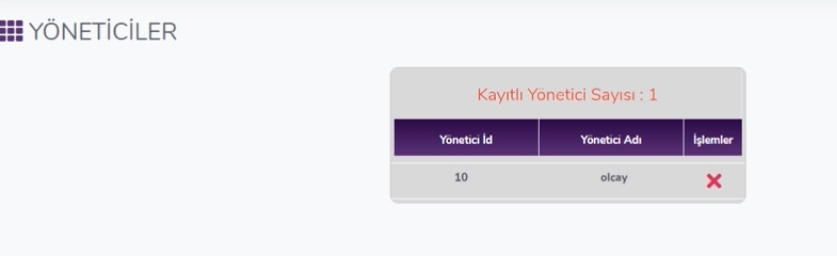 YÖNETİCİLER
Kayıtlı Yönetici Sayısı : 1
Yönetici İd Yönetici Adı İşlemler
10 olcay